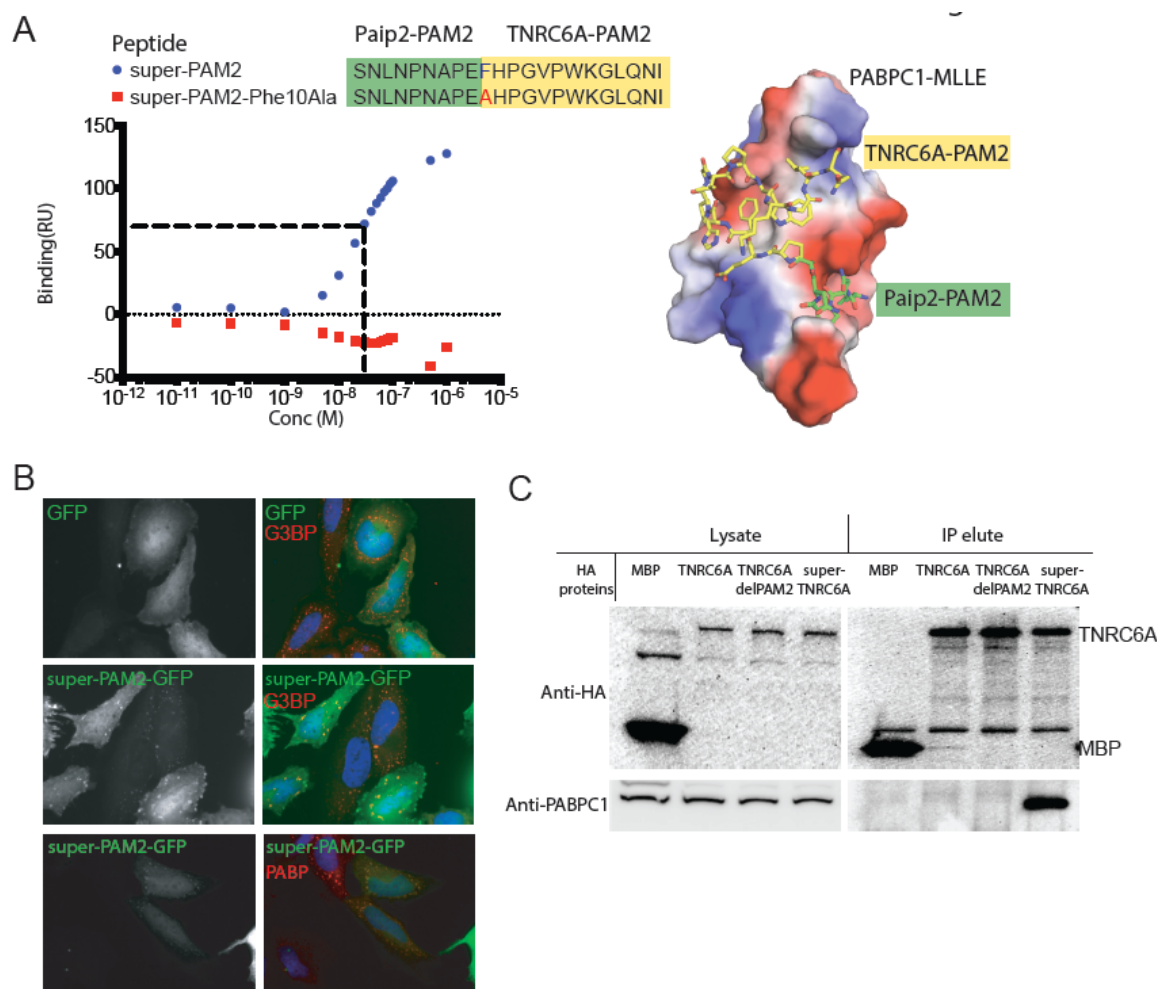 A
Peptide
super-PAM2
super-PAM2-Phe10Ala
Paip2-PAM2 TNRC6A-PAM2
SNLNPNAPEFHPGVPWKGLQNI
SNLNPNAPEAHPGVPWKGLQNI
150
100
50
0
-50
Binding(RU)
10-12 10-11 10-10 10-9 10-8 10-7 10-6 10-5
Conc (M)
PABPC1-MLLE
TNRC6A-PAM2
Paip2-PAM2
B
GFP
GFP
G3BP
super-PAM2-GFP
super-PAM2-GFP
G3BP
super-PAM2-GFP
super-PAM2-GFP
PABP
C
Lysate IP elute
HA proteins
MBP TNRC6A TNRC6A delPAM2 super-TNRC6A
MBP TNRC6A TNRC6A delPAM2 super-TNRC6A
Anti-HA
TNRC6A
MBP
Anti-PABPC1